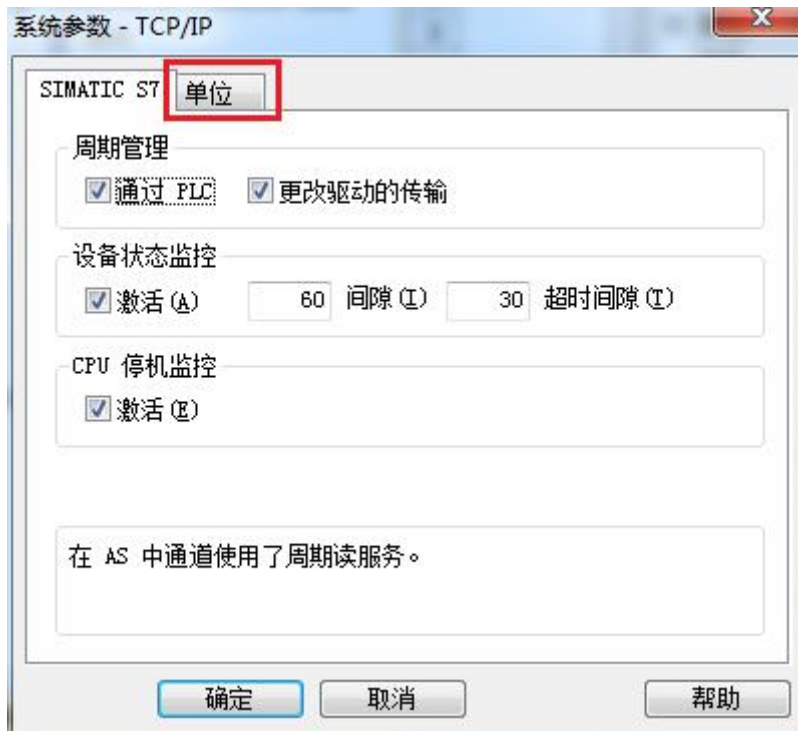 系统参数 - TCP/IP
SIMATIC S7 单位
周期管理
通过 PLC 更改驱动的传输
设备状态监控
激活(A) 60 间隙(I) 30 超时间隙(T)
CPU 停机监控
激活(E)
在 AS 中通道使用了周期读服务。
确定 取消 帮助